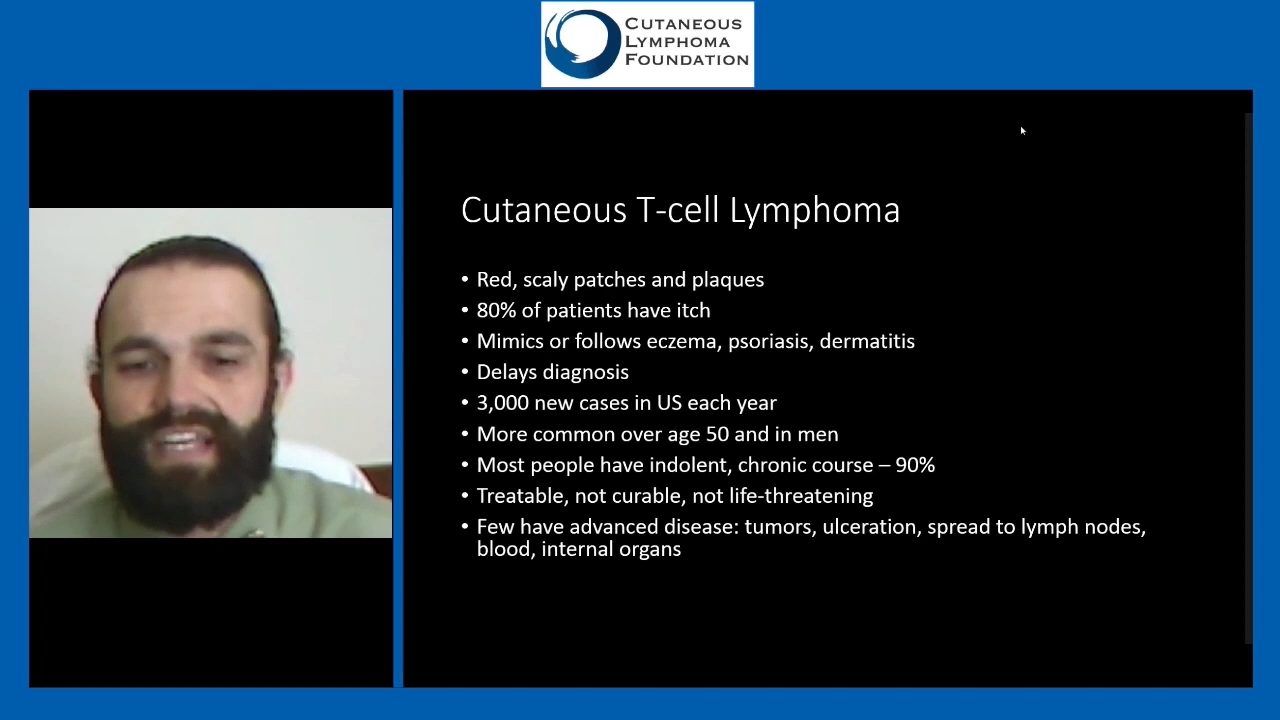 CUTANEOUS
LYMPHOMA
FOUNDATION
Cutaneous T-cell Lymphoma
• Red, scaly patches and plaques
• 80% of patients have itch
• Mimics or follows eczema, psoriasis, dermatitis
• Delays diagnosis
• 3,000 new cases in US each year
• More common over age 50 and in men
• Most people have indolent, chronic course – 90%
• Treatable, not curable, not life-threatening
• Few have advanced disease: tumors, ulceration, spread to lymph nodes,
blood, internal organs